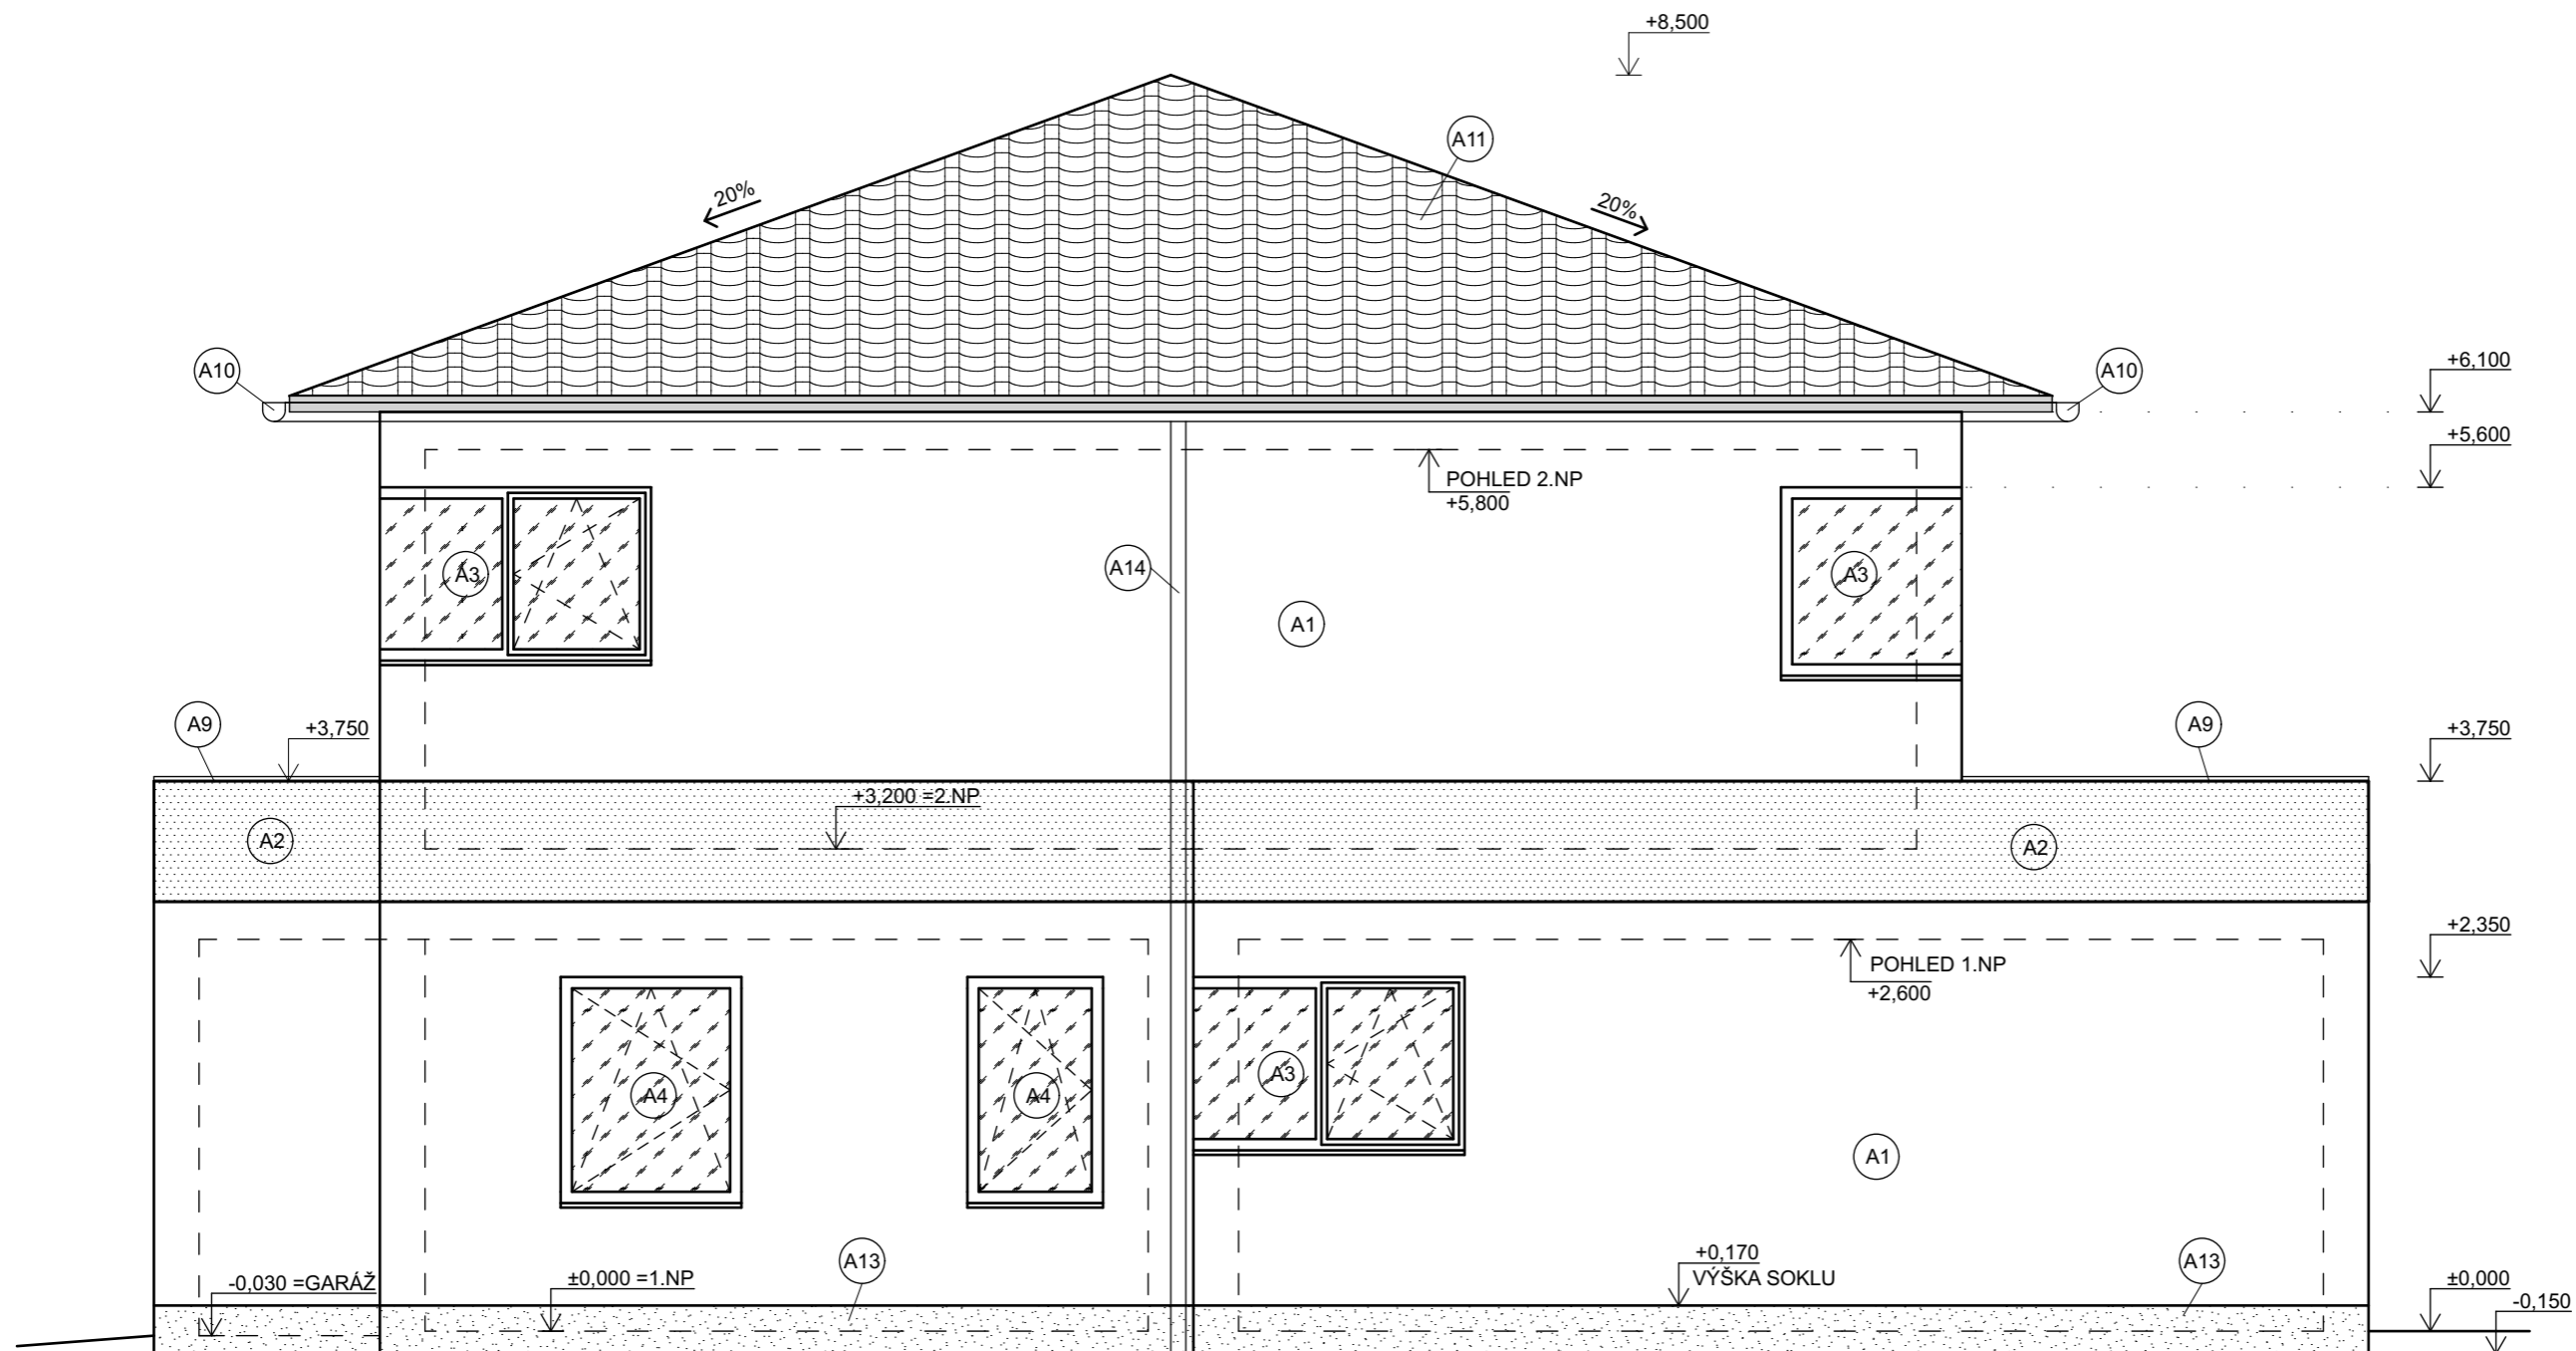 +8,500
A11
20%
20%
A10
A10
+6,100
+5,600
POHLED 2.NP
+5,800
A3
A14
A3
A1
A9
+3,750
A9
+3,750
+3,200 =2.NP
A2
A2
+2,350
POHLED 1.NP
+2,600
A3
A4
A4
A1
A13
+0,170
VÝŠKA SOKLU
A13
-0,030 =GARÁŽ
±0,000 =1.NP
±0,000
-0,150